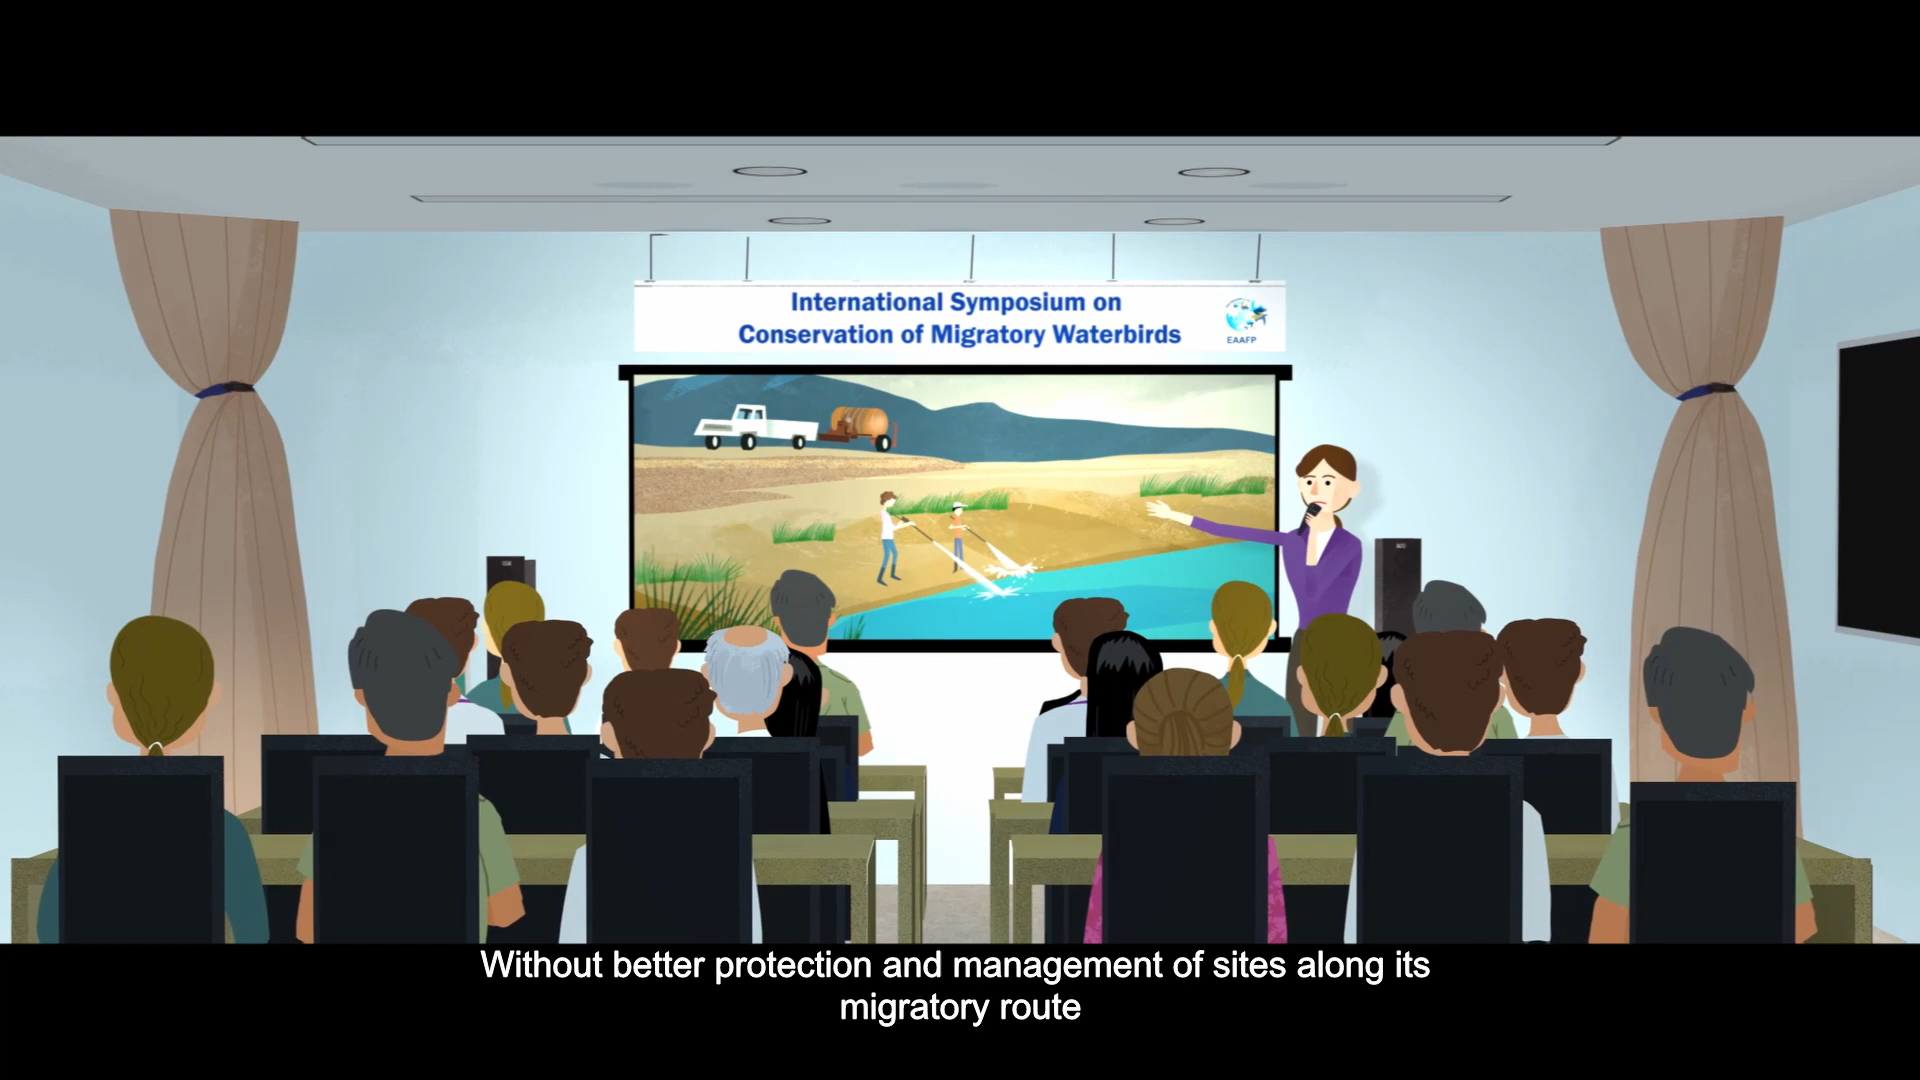 International Symposium on
Conservation of Migratory Waterbirds
EAAFP
Without better protection and management of sites along its
migratory route